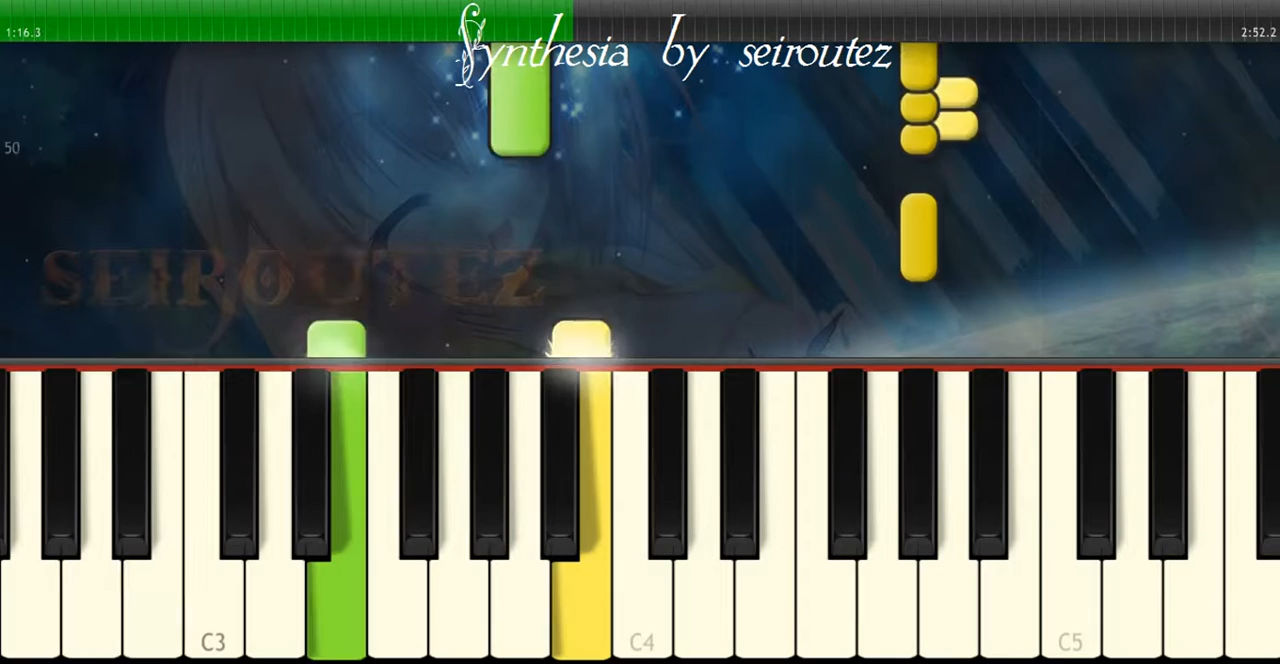 1:16.3
Synthesia by seiroutez
2:52.2
50
SEIROUTEZ
C3
C4
C5